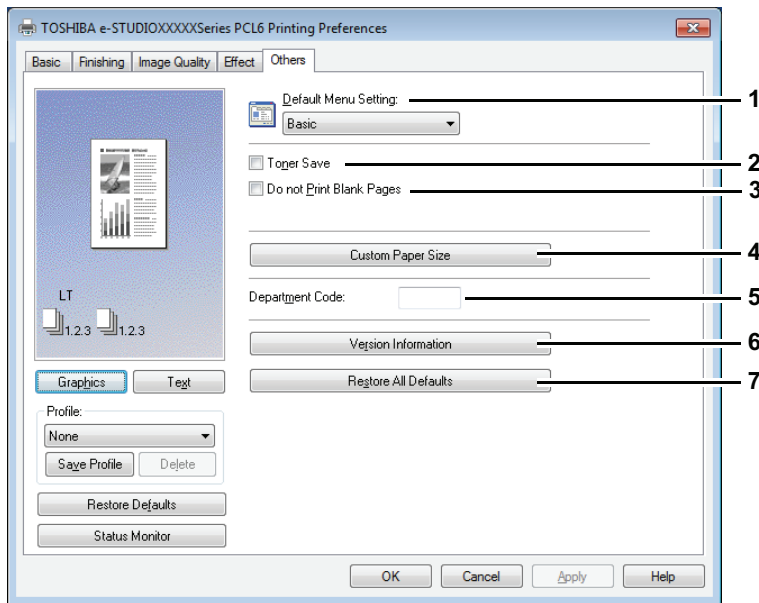 TOSHIBA e-STUDIOXXXXXSeries PCL6 Printing Preferences
Basic Finishing Image Quality Effect Others
Default Menu Setting: 1
Basic
Toner Save 2
Do not Print Blank Pages 3
Custom Paper Size 4
LT
Department Code: 5
1.2.3 1.2.3
Version Information 6
Graphics Text
Restore All Defaults 7
Profile:
None
Save Profile Delete
Restore Defaults
Status Monitor
OK Cancel Apply Help